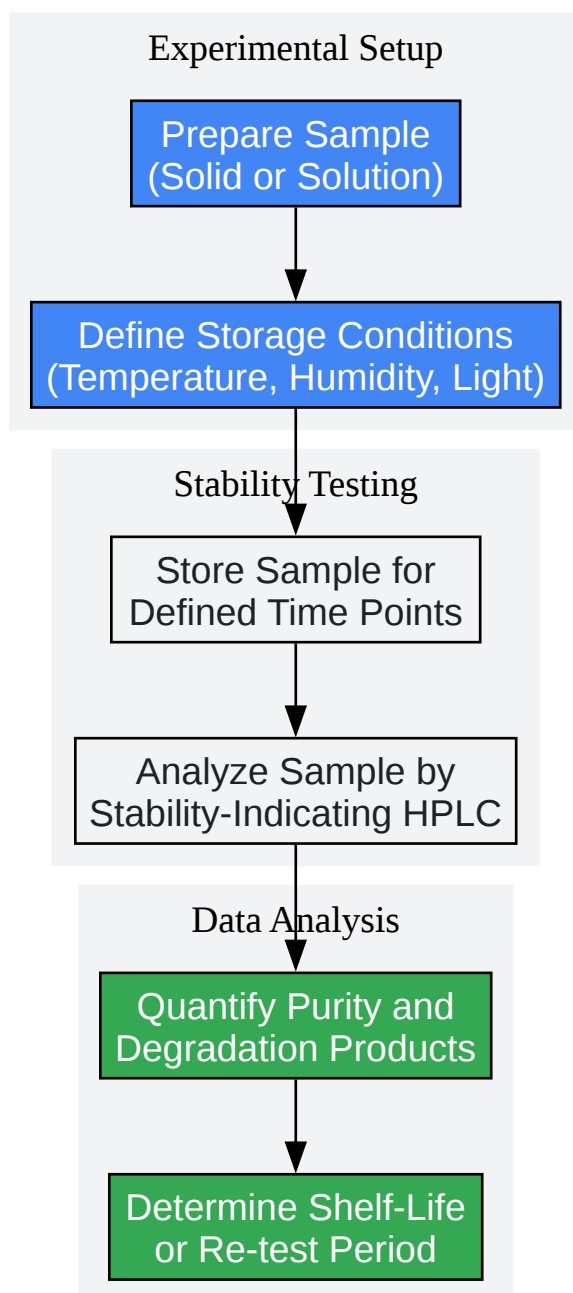 Experimental Setup
Prepare Sample
(Solid or Solution)
Define Storage Conditions
(Temperature, Humidity, Light)
Stability Testing
Store Sample for
Defined Time Points
Analyze Sample by
Stability-Indicating HPLC
Data Analysis
Quantify Purity and
Degradation Products
Determine Shelf-Life
or Re-test Period